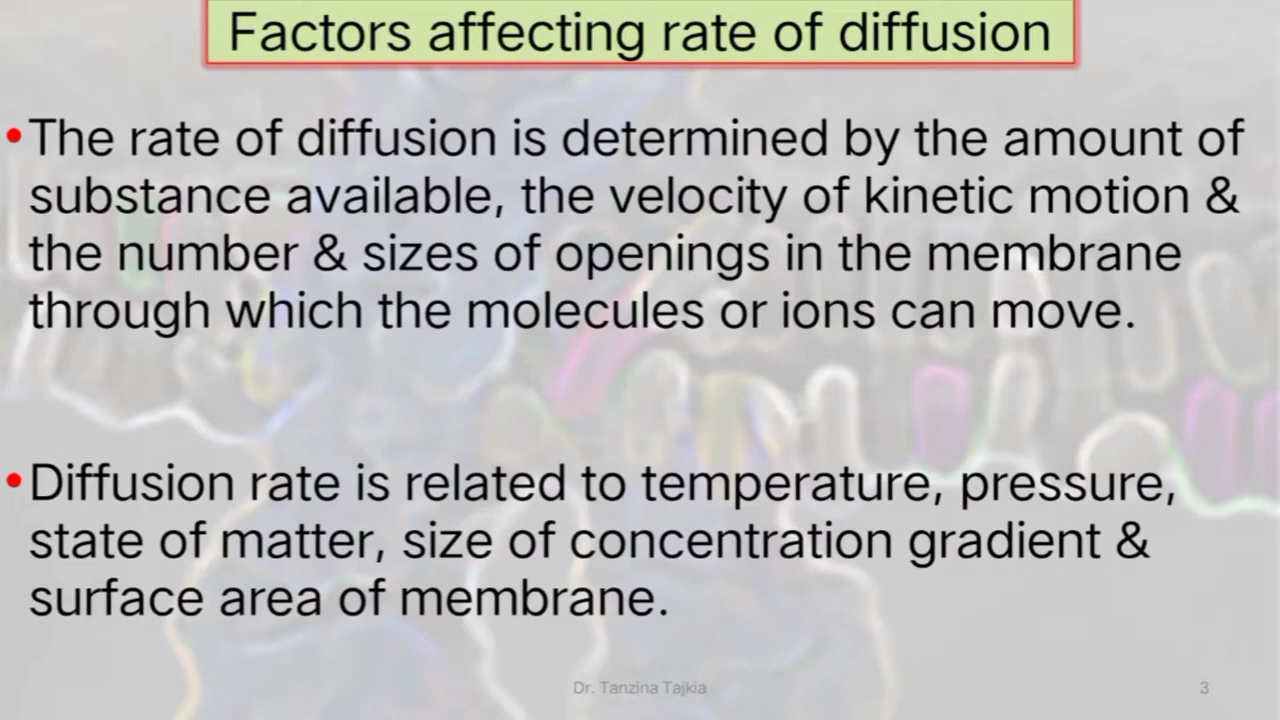 Factors affecting rate of diffusion
•The rate of diffusion is determined by the amount of
substance available, the velocity of kinetic motion &
the number & sizes of openings in the membrane
through which the molecules or ions can move.
•Diffusion rate is related to temperature, pressure,
state of matter, size of concentration gradient &
surface area of membrane.
Dr. Tanzina Tajkia
3